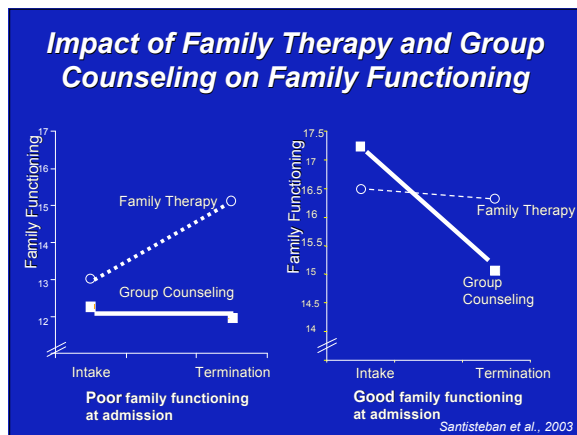 Impact of Family Therapy and Group
Counseling on Family Functioning
Family Functioning
17
16
15
14
13
12
Family Therapy
Group Counseling
Intake
Termination
Poor family functioning
at admission
Family Functioning
17.5
17
16.5
16
15.5
15
14.5
14
Family Therapy
Group
Counseling
Intake
Termination
Good family functioning
at admission
Santisteban et al., 2003